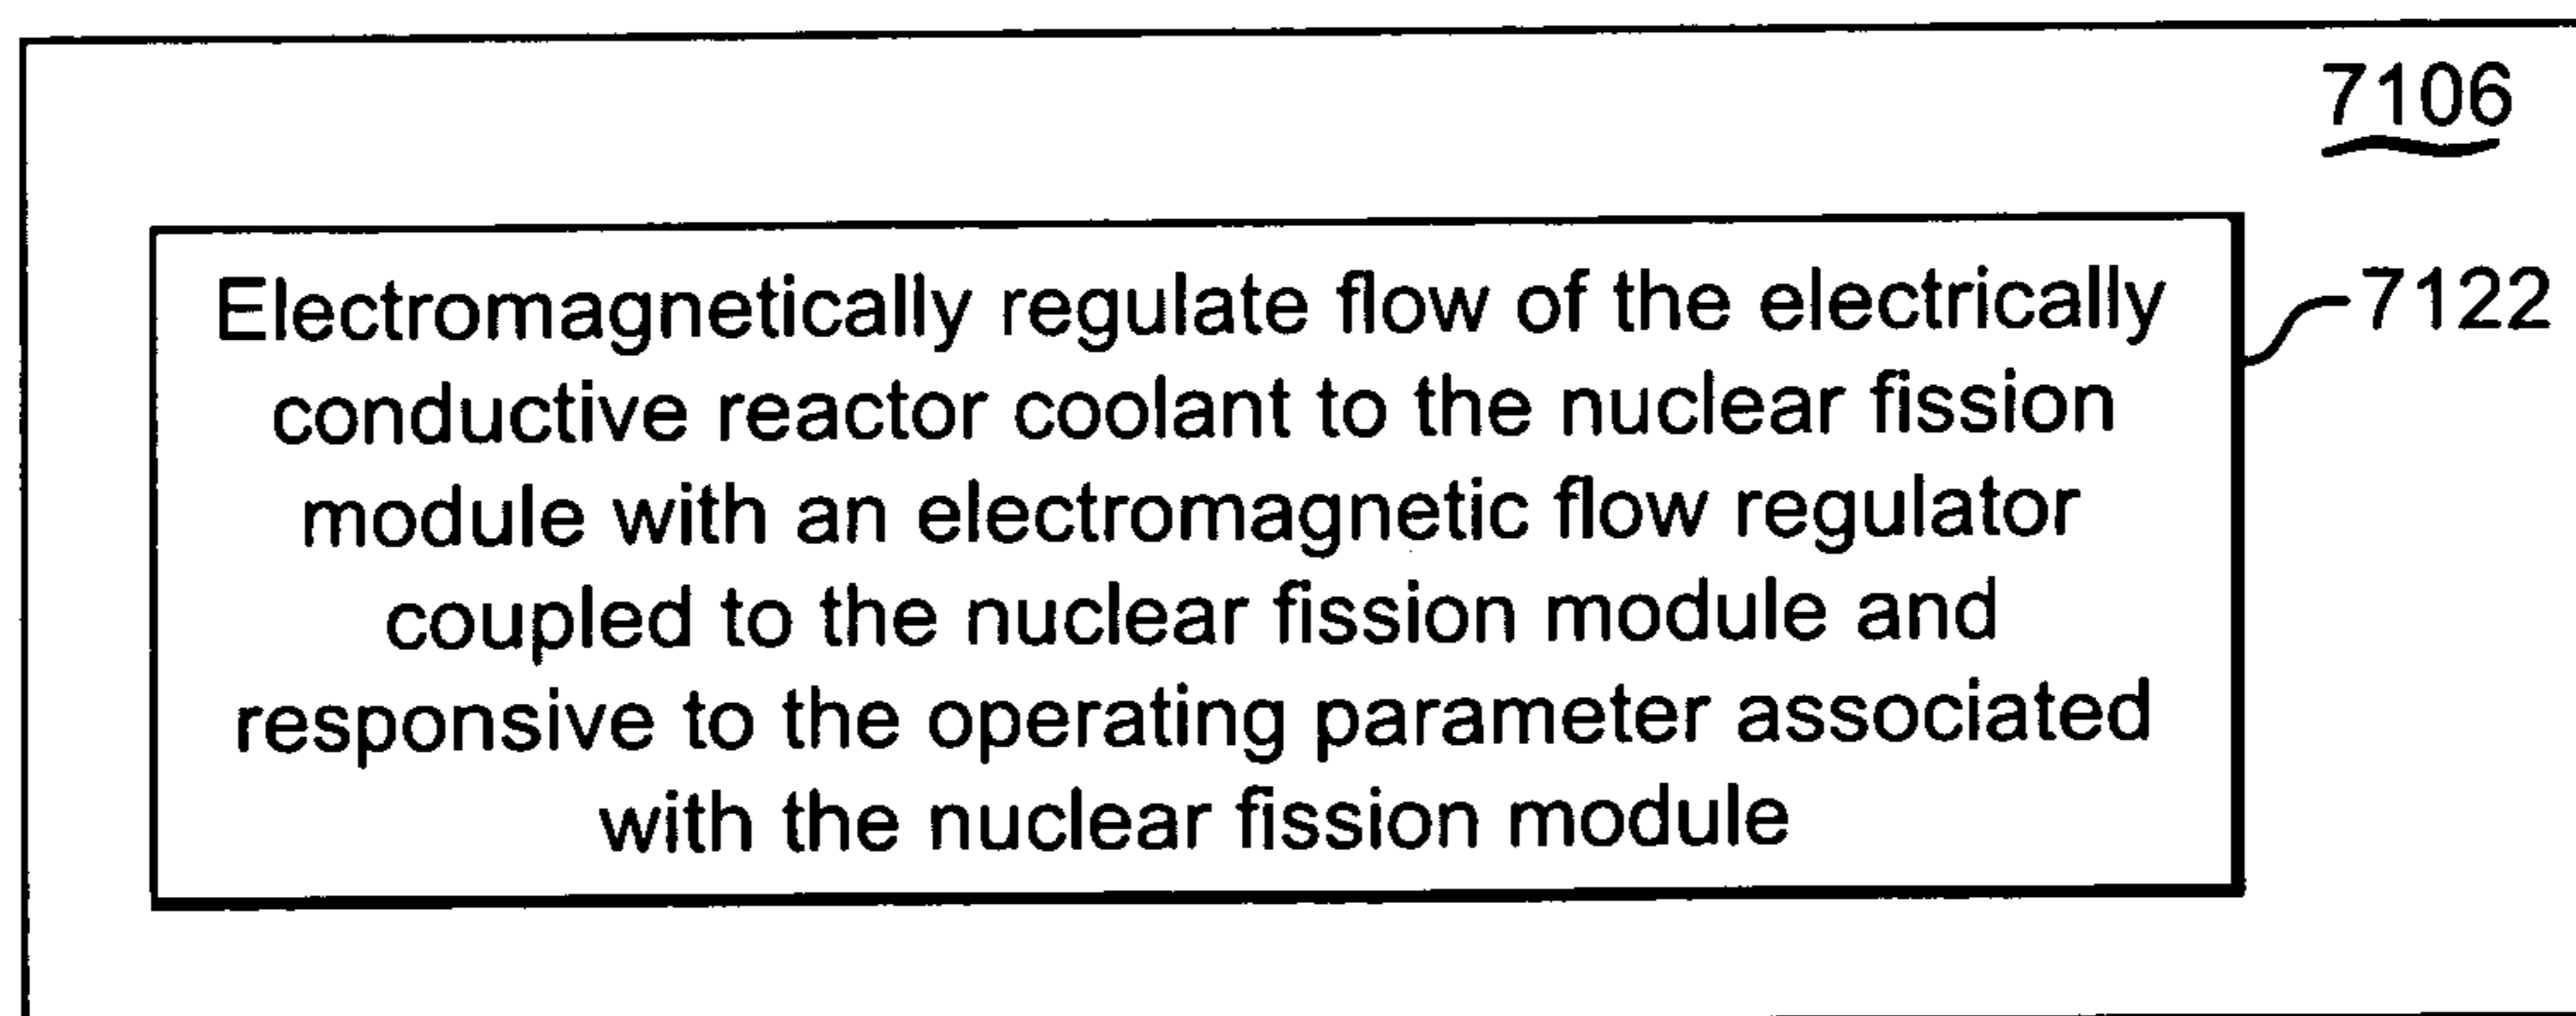 7106
Electromagnetically regulate flow of the electrically
7122
conductive reactor coolant to the nuclear fission
module with an electromagnetic flow regulator
coupled to the nuclear fission module and
responsive to the operating parameter associated
with the nuclear fission module